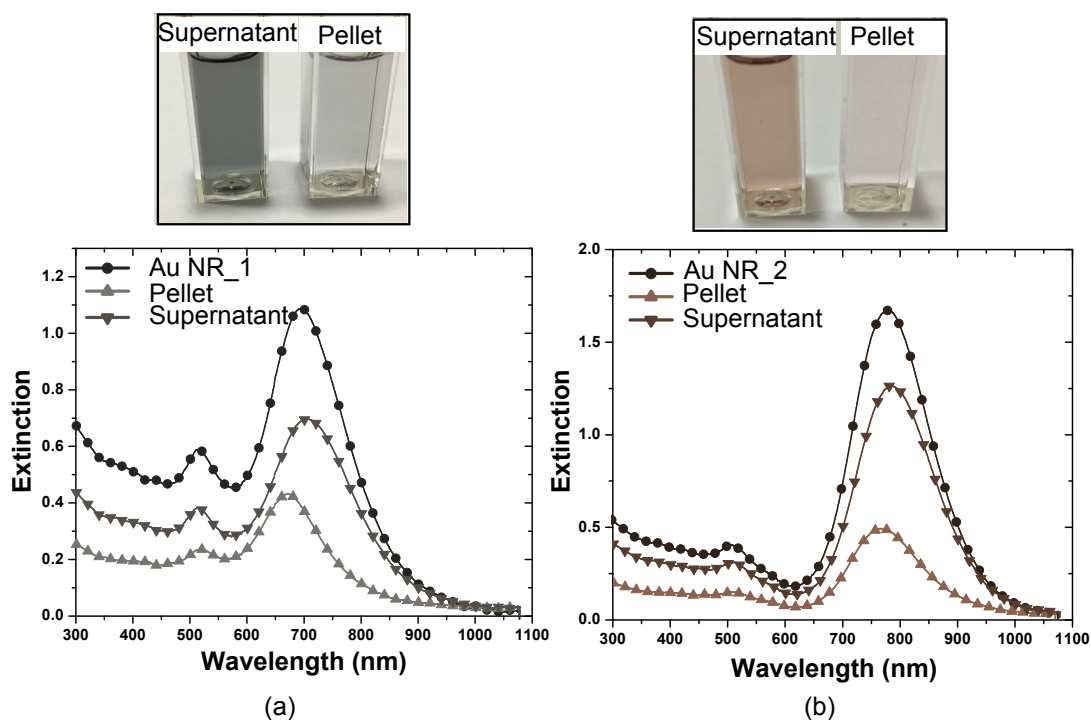 Supernatant Pellet
Supernatant Pellet
1.2
1.0
0.8
0.6
0.4
0.2
0.0
Extinction
Au NR_1
Pellet
Supernatant
300 400 500 600 700 800 900 1000 1100
Wavelength (nm)
(a)
2.0
1.5
1.0
0.5
0.0
Extinction
Au NR_2
Pellet
Supernatant
300 400 500 600 700 800 900 1000 1100
Wavelength (nm)
(b)